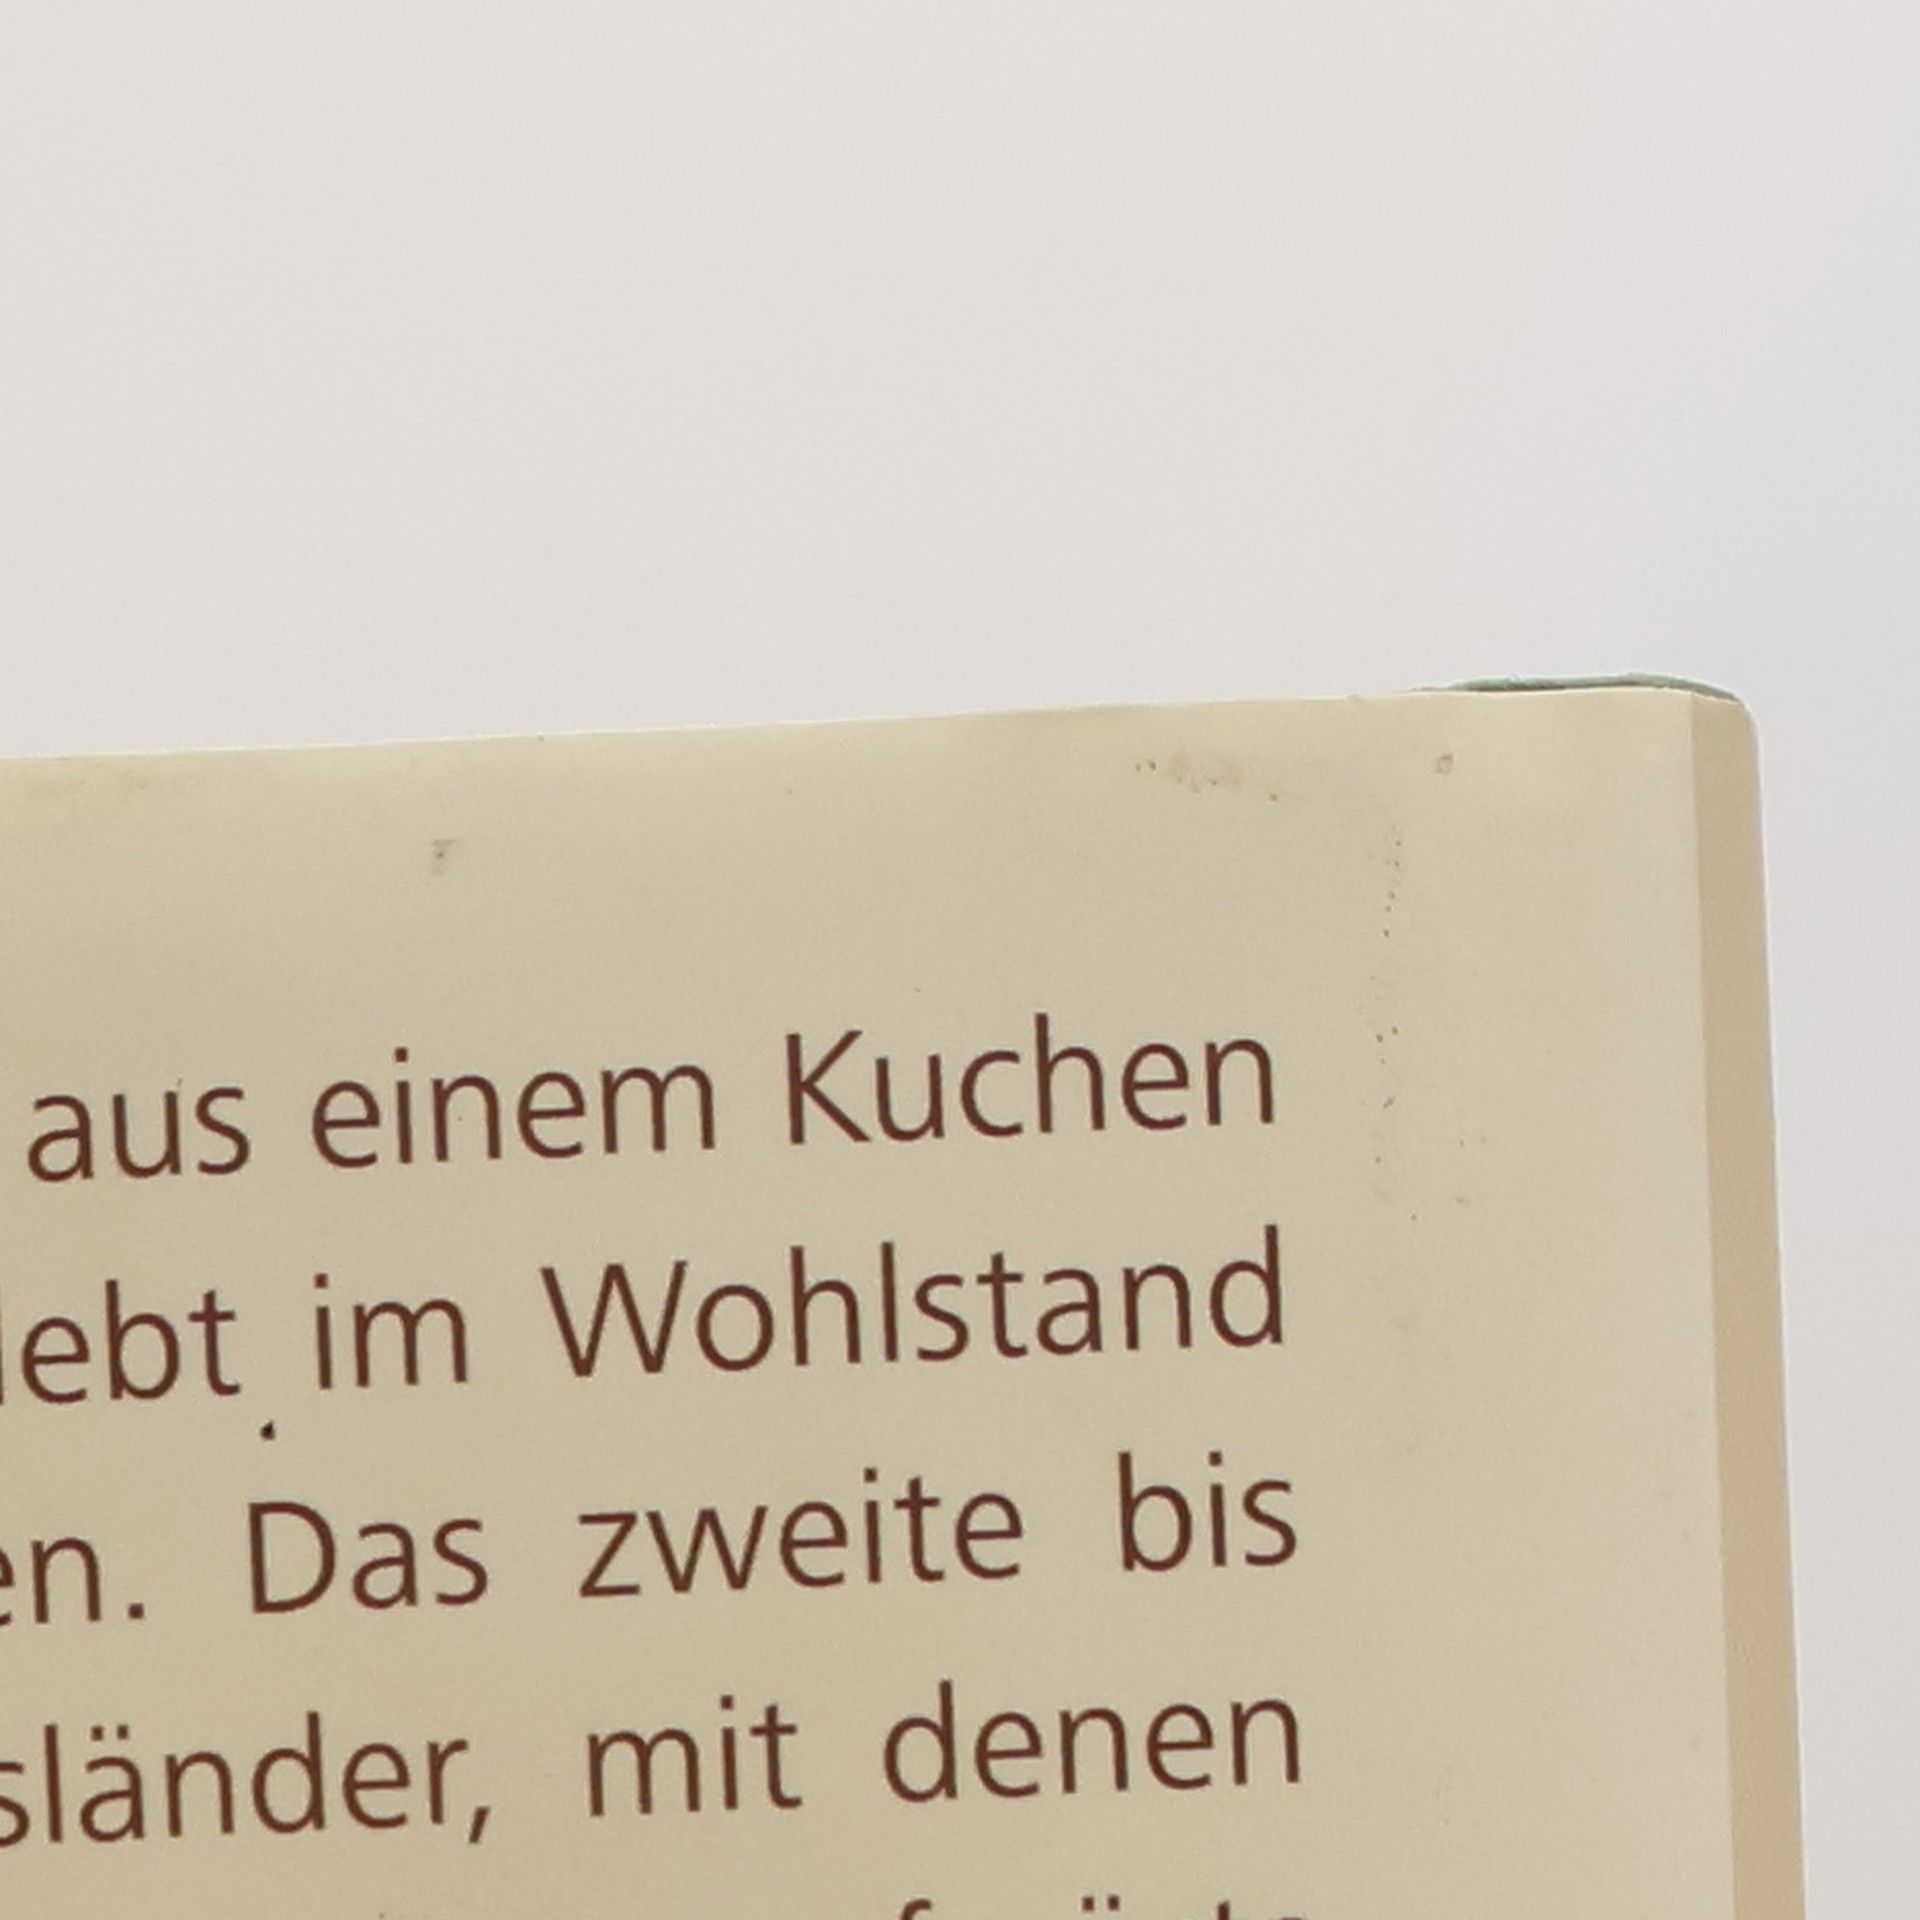 aus einem Kuchen
lebt im Wohlstand
en. Das zweite bis
sländer, mit denen